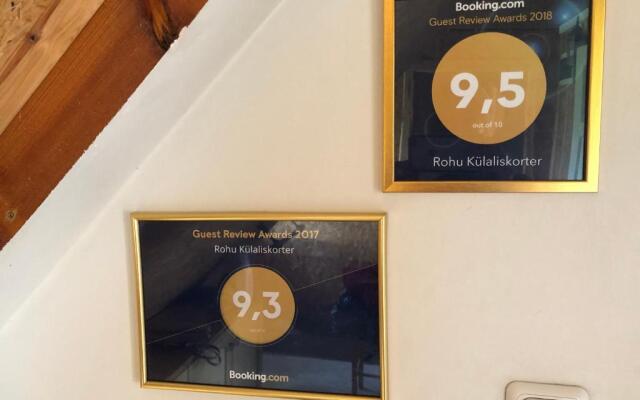 Booking.com
Guest Review Awards 2018
9,5
out of 10
Rohu Külaliskorter
Guest Review Awards 2017
Rohu Külaliskorter
9,3
Booking.com